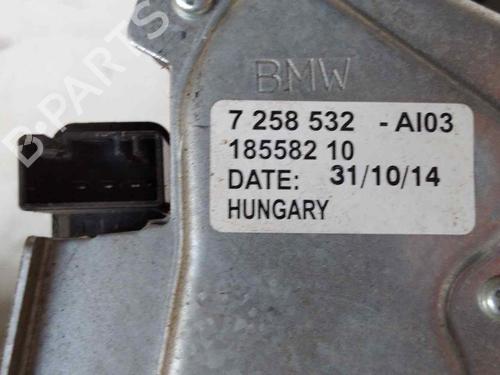 B-PARTS
BMW
7 258 532 - AI03
185582 10
DATE: 31/10/14
HUNGARY